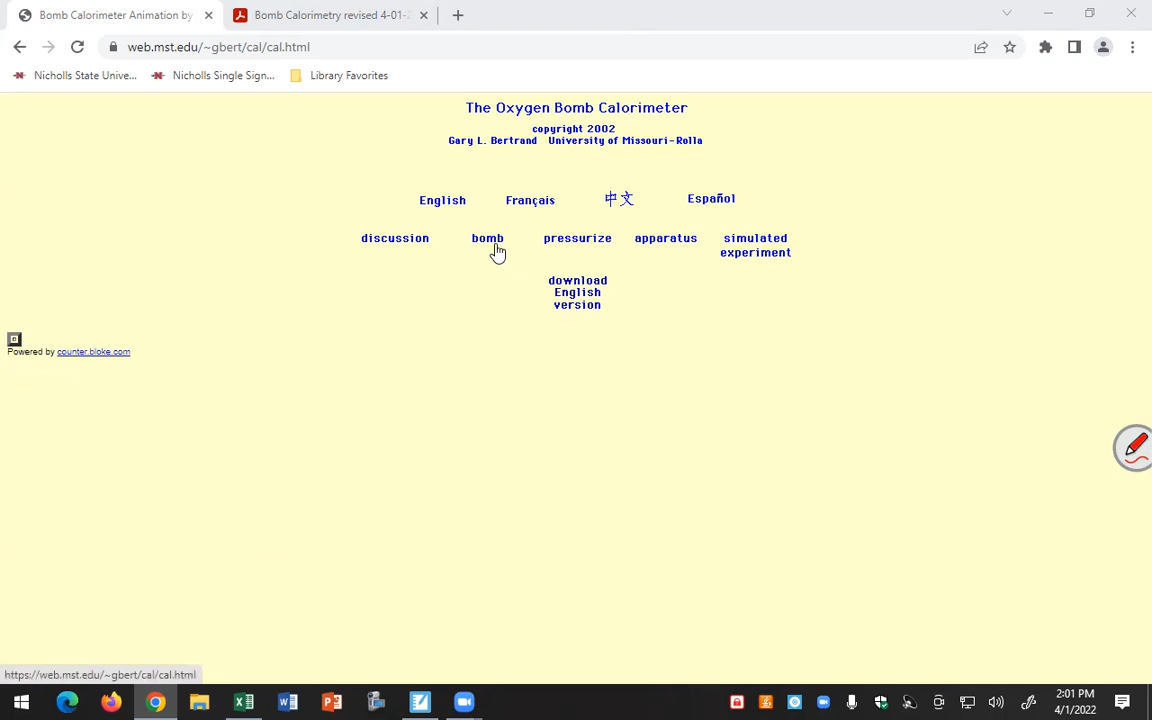 Bomb Calorimeter Animation by
Bomb Calorimetry revised 4-01-2
web.mst.edu/~gbert/cal/cal.html
Nicholls State Unive... Nicholls Single Sign... Library Favorites
The Oxygen Bomb Calorimeter
copyright 2002
Gary L. Bertrand University of Missouri-Rolla
English Français 中文 Español
discussion bomb pressurize apparatus simulated
experiment
download
English
version
Powered by counter.bloke.com
https://web.mst.edu/~gbert/cal/cal.html
2:01 PM
4/1/2022